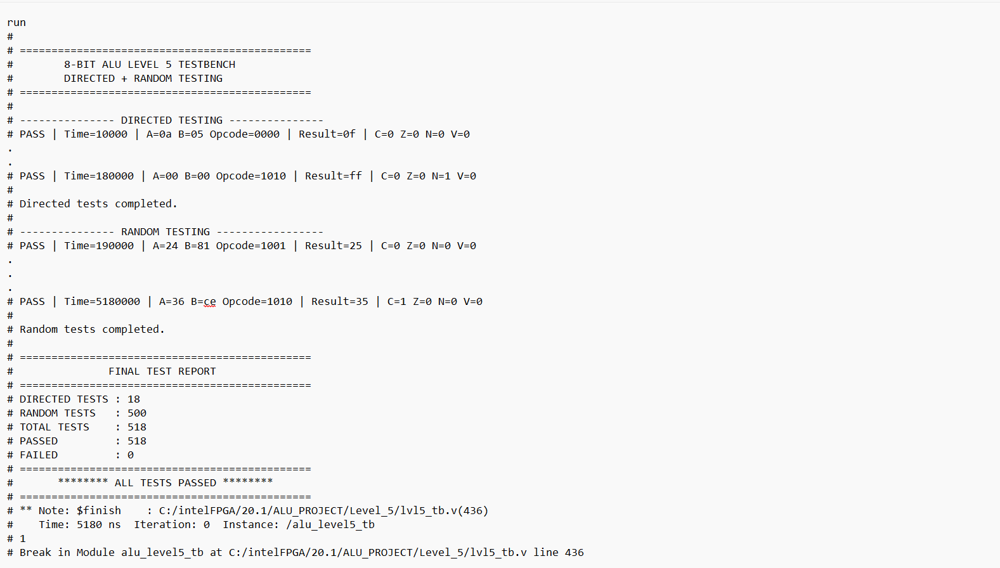 run
#
# ==============================================
#        8-BIT ALU LEVEL 5 TESTBENCH
#        DIRECTED + RANDOM TESTING
# ==============================================
#
# --------------- DIRECTED TESTING ---------------
# PASS | Time=10000 | A=0a B=05 Opcode=0000 | Result=0f | C=0 Z=0 N=0 V=0
.
.
# PASS | Time=180000 | A=00 B=00 Opcode=1010 | Result=ff | C=0 Z=0 N=1 V=0
#
# Directed tests completed.
#
# --------------- RANDOM TESTING -----------------
# PASS | Time=190000 | A=24 B=81 Opcode=1001 | Result=25 | C=0 Z=0 N=0 V=0
.
.
.
# PASS | Time=5180000 | A=36 B=ce Opcode=1010 | Result=35 | C=1 Z=0 N=0 V=0
#
# Random tests completed.
#
# ==============================================
#               FINAL TEST REPORT
# ==============================================
# DIRECTED TESTS : 18
# RANDOM TESTS   : 500
# TOTAL TESTS    : 518
# PASSED         : 518
# FAILED         : 0
# ==============================================
#       ******** ALL TESTS PASSED ********
# ==============================================
# ** Note: $finish    : C:/intelFPGA/20.1/ALU_PROJECT/Level_5/lvl5_tb.v(436)
#    Time: 5180 ns  Iteration: 0  Instance: /alu_level5_tb
# 1
# Break in Module alu_level5_tb at C:/intelFPGA/20.1/ALU_PROJECT/Level_5/lvl5_tb.v line 436